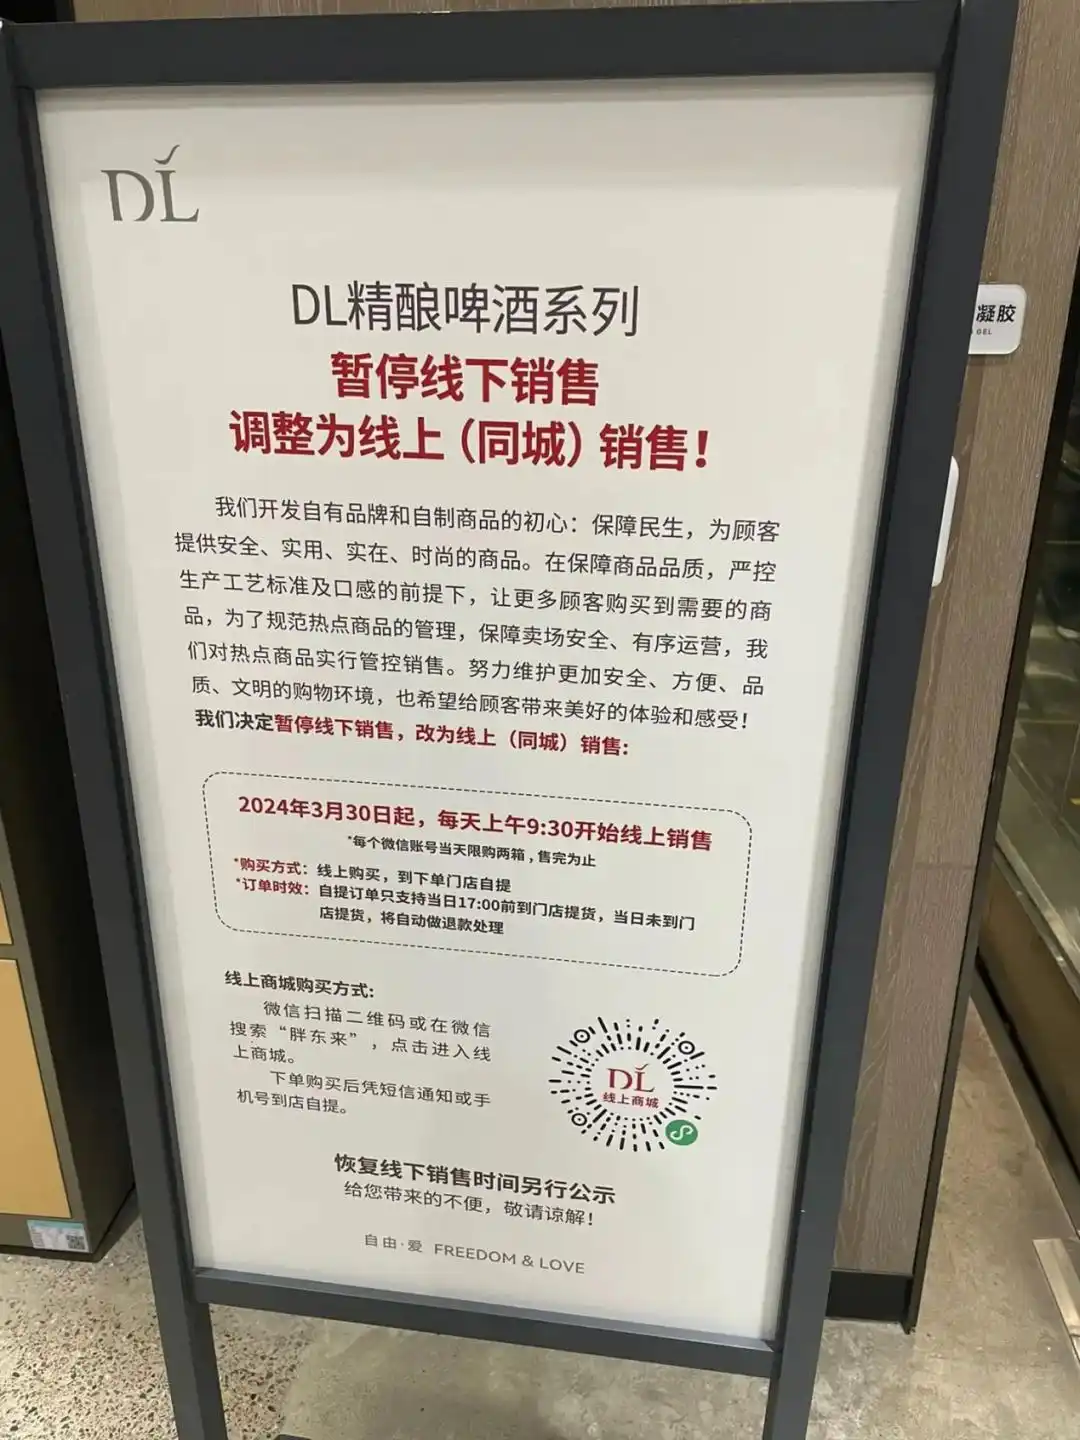 DL
DL精酿啤酒系列
暂停线下销售
调整为线上（同城）销售！
我们开发自有品牌和自制商品的初心：保障民生，为顾客
提供安全、实用、实在、时尚的商品。在保障商品品质，严控
生产工艺标准及口感的前提下，让更多顾客购买到需要的商
品，为了规范热点商品的管理，保障卖场安全、有序运营，我
们对热点商品实行管控销售。努力维护更加安全、方便、品
质、文明的购物环境，也希望给顾客带来美好的体验和感受！
我们决定暂停线下销售，改为线上（同城）销售：
2024年3月30日起，每天上午9:30开始线上销售
*每个微信账号当天限购两箱，售完为止
*购买方式：线上购买，到下单门店自提
*订单时效：自提订单只支持当日17:00前到门店提货，当日未到门
店提货，将自动做退款处理
线上商城购买方式：
微信扫描二维码或在微信
搜索“胖东来”，点击进入线
上商城。
下单购买后凭短信通知或手
机号到店自提。
DL
线上商城
恢复线下销售时间另行公示
给您带来的不便，敬请谅解！
自由·爱 FREEDOM & LOVE
凝胶
GEL